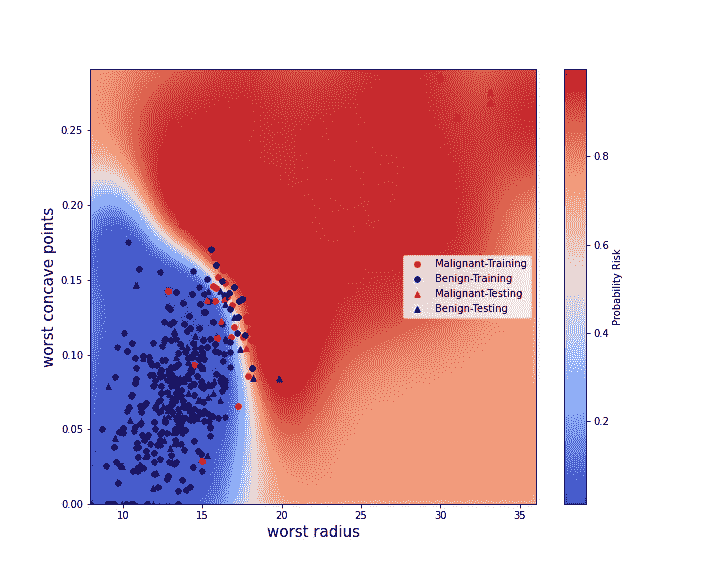 worst concave points
0.25
0.20
0.15
0.10
0.05
0.00
10
15
20
25
30
35
worst radius
Malignant-Training
Benign-Training
Malignant-Testing
Benign-Testing
0.8
0.6
0.4
0.2
Probability Risk